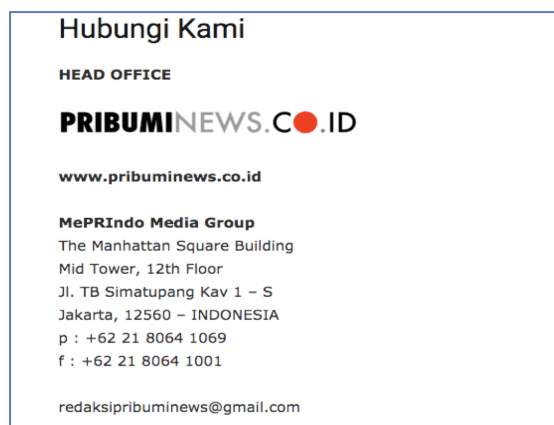 Hubungi Kami
HEAD OFFICE
PRIBUMINEWS.CO.ID
www.pribuminews.co.id
MePRIndo Media Group
The Manhattan Square Building
Mid Tower, 12th Floor
Jl. TB Simatupang Kav 1 – S
Jakarta, 12560 – INDONESIA
p : +62 21 8064 1069
f : +62 21 8064 1001
redaksipribuminews@gmail.com